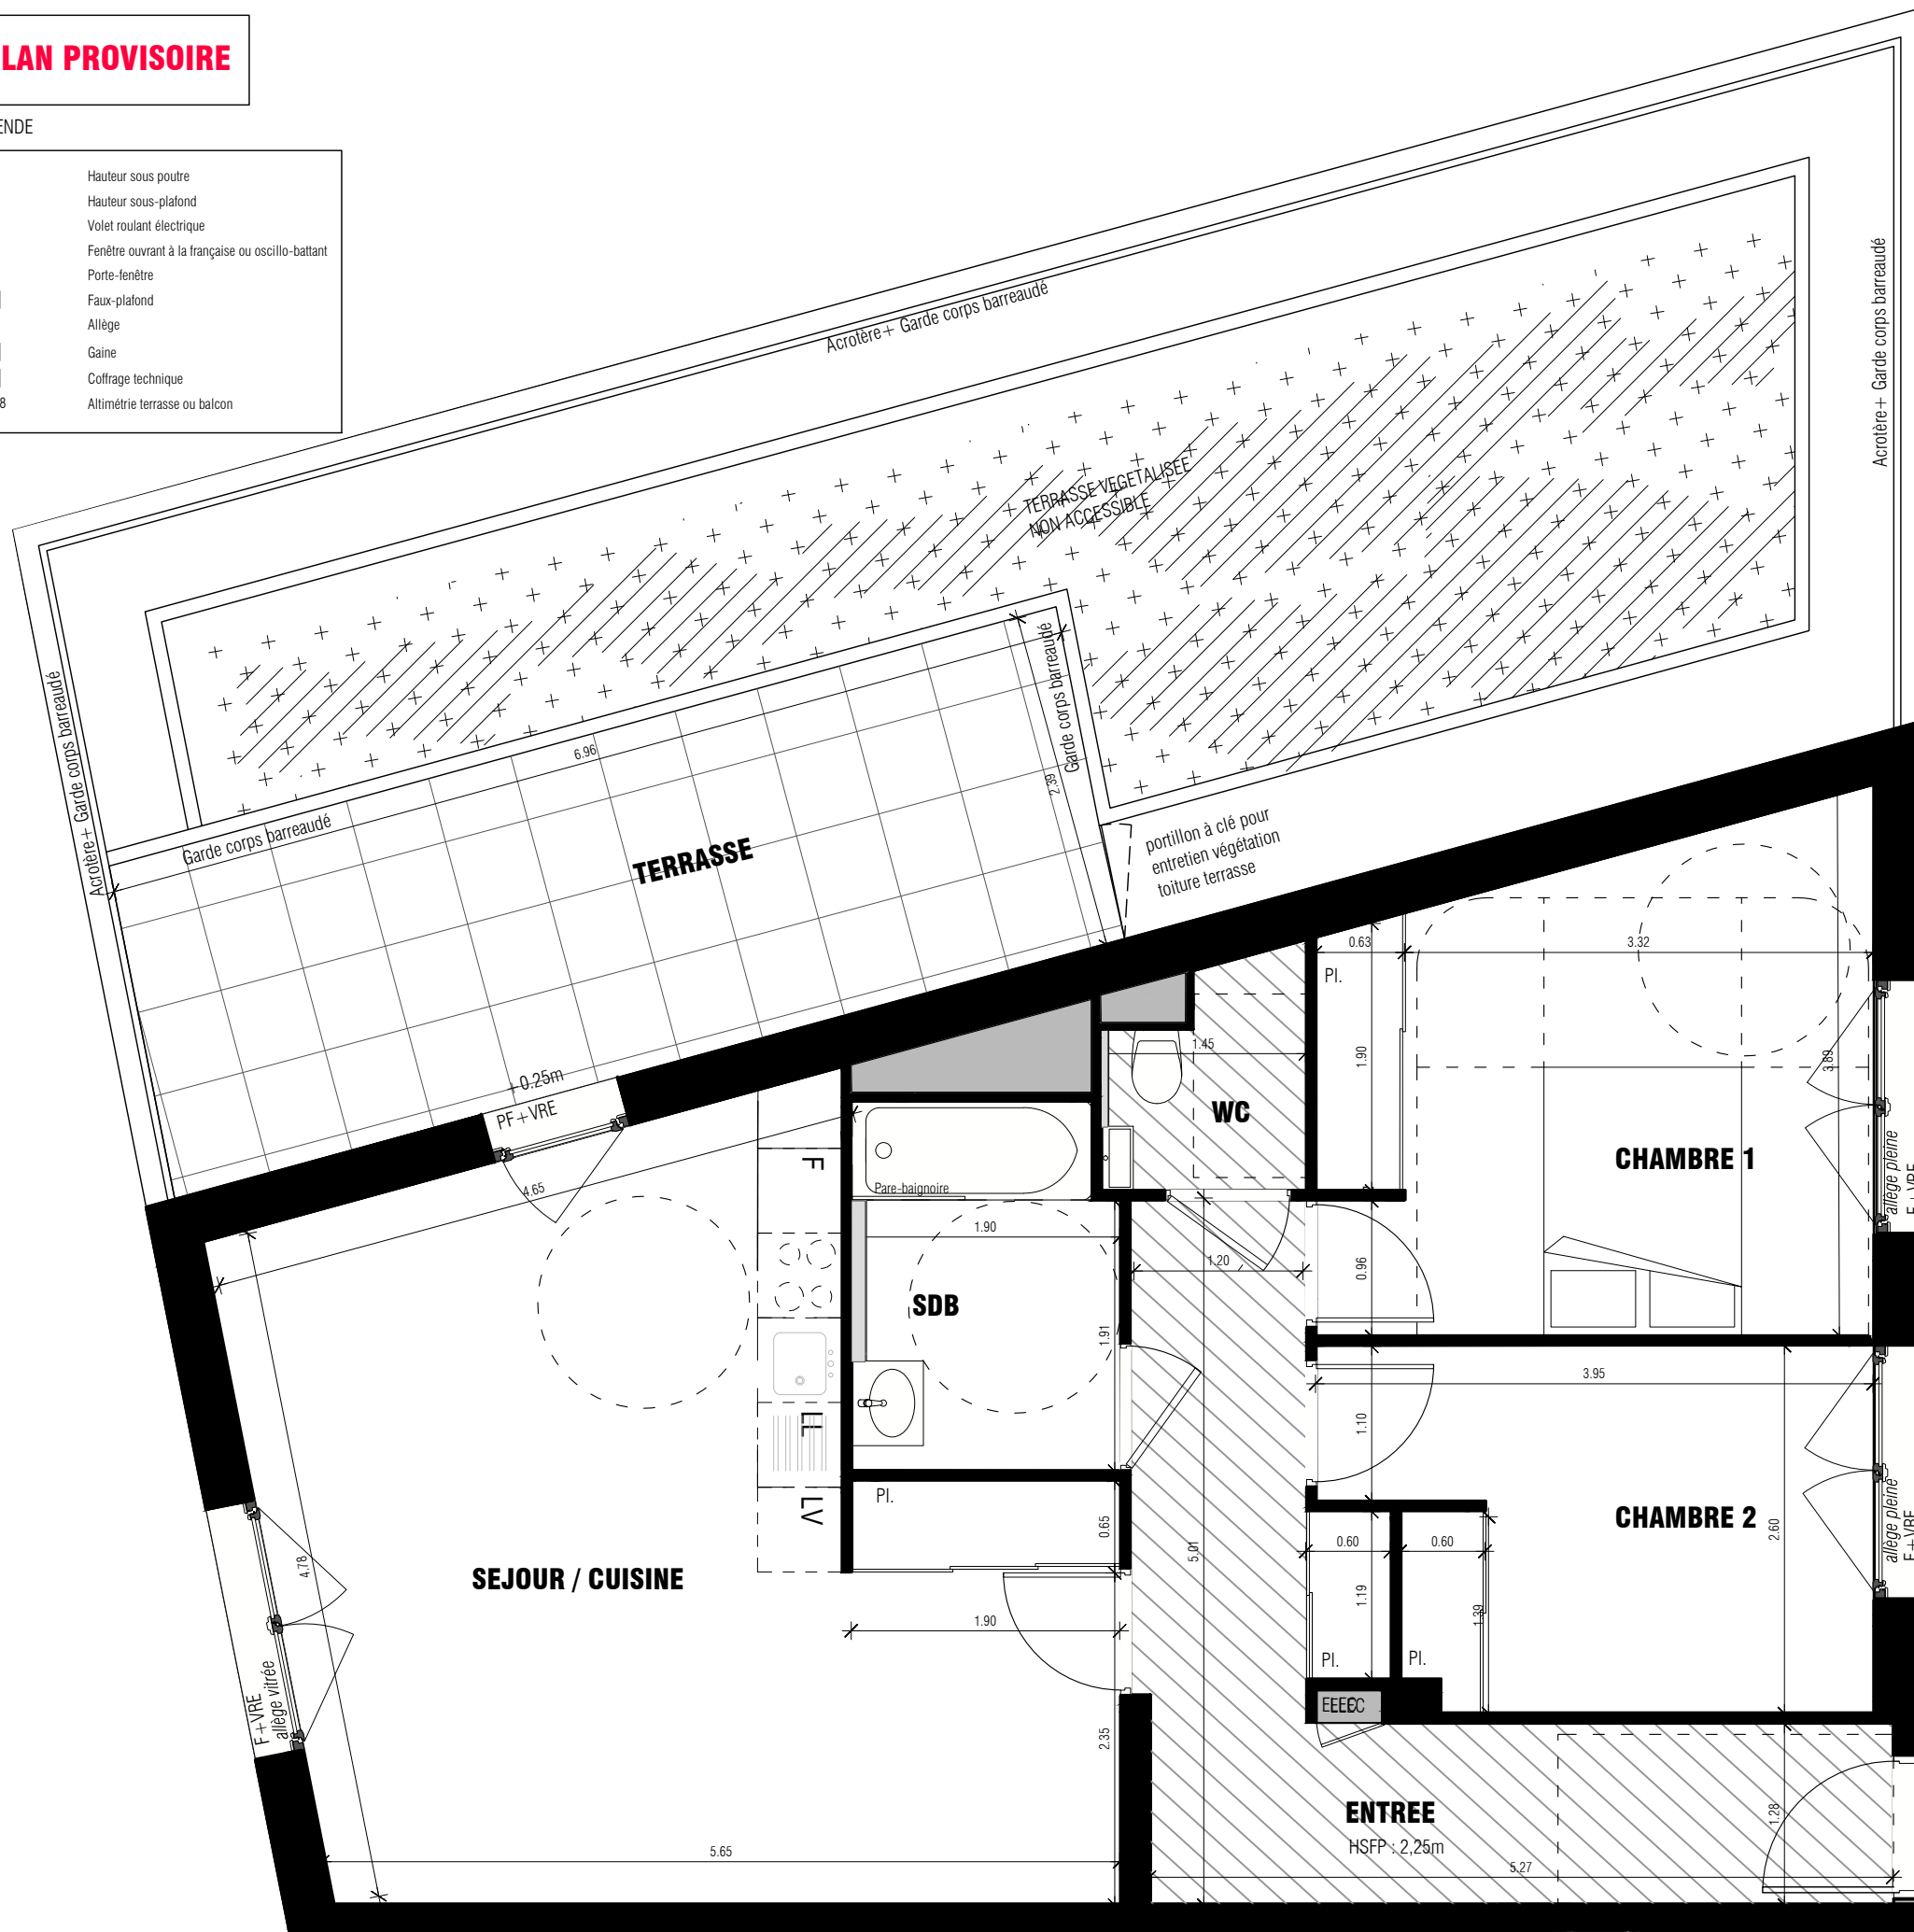 LAN PROVISOIRE
ENDE
Hauteur sous poutre
Hauteur sous-plafond
Volet roulant électrique
Fenêtre ouvrant à la française ou oscillo-battant
Porte-fenêtre
Faux-plafond
Allège
Gaine
Coffrage technique
8 Altimétrie terrasse ou balcon
Acrotère+ Garde corps barreaudé
Acrotère+ Garde corps barreaudé
TERRASSE VEGETALISEE
NON ACCESSIBLE
Acrotère+ Garde corps barreaudé
Garde corps barreaudé
6.96
2.39
Garde corps barreaudé
TERRASSE
portillon à clé pour
entretien végétation
toiture terrasse
+0.25m
PF+VRE
4.65
0.63
3.32
Pl.
1.90
3.89
1.45
WC
CHAMBRE 1
allège pleine
F+VRE
F
Pare-baignoire
1.90
1.20
0.96
SDB
1.91
3.95
1.10
LL
Pl.
LV
0.65
5.01
CHAMBRE 2
2.60
allège pleine
F+VRE
0.60
0.60
1.19
1.39
4.78
SEJOUR / CUISINE
1.90
Pl.
Pl.
F+VRE
allège vitrée
2.35
ENTREE
HSFP : 2,25m
1.28
5.65
5.27